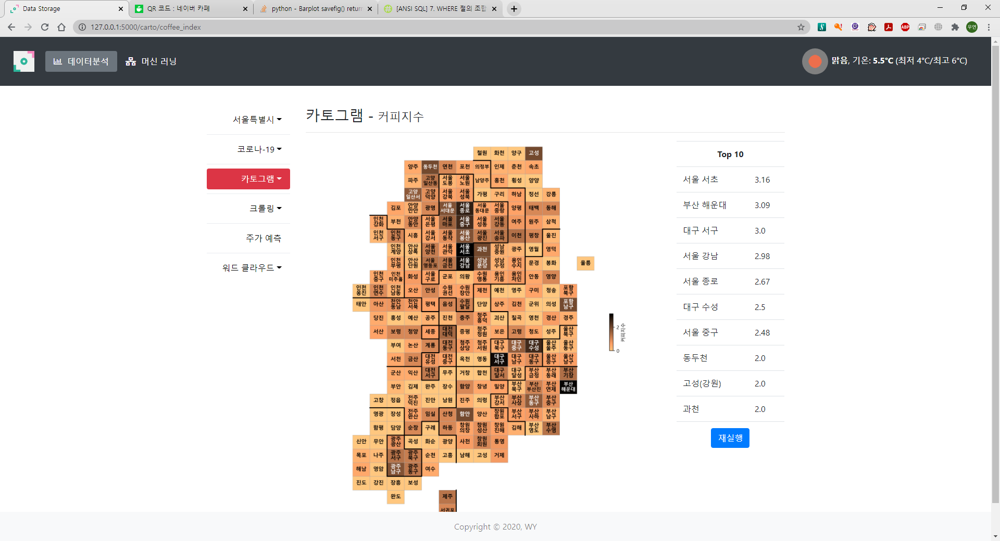 Data Storage
QR 코드 : 네이버 카페
python - Barplot savefig() return
[ANSI SQL] 7. WHERE 절의 조합
127.0.0.1:5000/carto/coffee_index
ABP
우연
데이터분석
머신 러닝
맑음, 기온: 5.5℃ (최저 4℃/최고 6℃)
서울특별시
코로나-19
카토그램
크롤링
주가 예측
워드 클라우드
카토그램 - 커피지수
철원 화천 양구 고성
양주 동두천 연천 포천 의정부 인제 춘천 속초
파주 고양 일산동 서울 도봉 서울 노원 남양주 홍천 횡성 양양
고양 일산서 고양 덕양 서울 강북 서울 성북 가평 구리 하남 정선 강릉
김포 안양 만안 광명 서울 서대문 서울 종로 서울 동대문 서울 중랑 양평 태백 동해
인천 강화 부천 안양 동안 서울 은평 서울 마포 서울 중구 서울 성동 서울 강동 여주 원주 삼척
인천 서구 인천 동구 시흥 서울 강서 서울 동작 서울 용산 서울 광진 서울 송파 이천 평창 울진
인천 계양 안산 상록 서울 양천 서울 관악 서울 서초 과천 성남 중원 광주 영월 영덕
인천 부평 안산 단원 서울 영등포 서울 금천 서울 강남 성남 분당 성남 수정 용인 수지 문경 봉화 울릉
인천 중구 인천 미추홀 화성 서울 구로 군포 의왕 수원 영통 용인 기흥 용인 처인 안동 영양
인천 옹진 인천 연수 인천 남동 오산 안성 수원 권선 수원 장안 제천 예천 영주 구미 청송 포항 북구
태안 아산 천안 동남 천안 서북 평택 음성 수원 팔달 단양 상주 김천 군위 의성 포항 남구
당진 홍성 예산 공주 진천 충주 청주 흥덕 괴산 칠곡 영천 경산 경주
서산 보령 청양 세종 대전 대덕 증평 청주 청원 보은 고령 청도 성주 울산 북구
부여 논산 계룡 대전 동구 청주 상당 청주 서원 대구 북구 대구 중구 대구 수성 울산 울주 울산 동구
서천 금산 대전 유성 대전 중구 옥천 영동 대구 서구 대구 남구 대구 동구 울산 중구 울산 남구
군산 익산 대전 서구 무주 거창 합천 대구 달서 대구 달성 부산 금정 부산 동래 부산 기장
부안 김제 완주 장수 함양 창녕 밀양 부산 북구 부산 부산진 부산 연제 부산 해운대
고창 정읍 전주 덕진 진안 남원 진주 의령 부산 강서 부산 사상 부산 동구 부산 중구
영광 장성 전주 완산 임실 산청 함안 양산 창원 합포 부산 서구 부산 사하 부산 남구
함평 담양 순창 구례 하동 창원 의창 창원 성산 창원 진해 김해 부산 영도 부산 수영
신안 무안 광주 광산 곡성 화순 광양 사천 창원 회원 통영
목포 나주 광주 서구 광주 북구 순천 고흥 남해 고성 거제
해남 영암 광주 남구 광주 동구 여수
진도 강진 장흥 보성
완도 제주
서귀포
2
0
커피지수
Top 10
서울 서초 3.16
부산 해운대 3.09
대구 서구 3.0
서울 강남 2.98
서울 종로 2.67
대구 수성 2.5
서울 중구 2.48
동두천 2.0
고성(강원) 2.0
과천 2.0
재실행
Copyright © 2020, WY